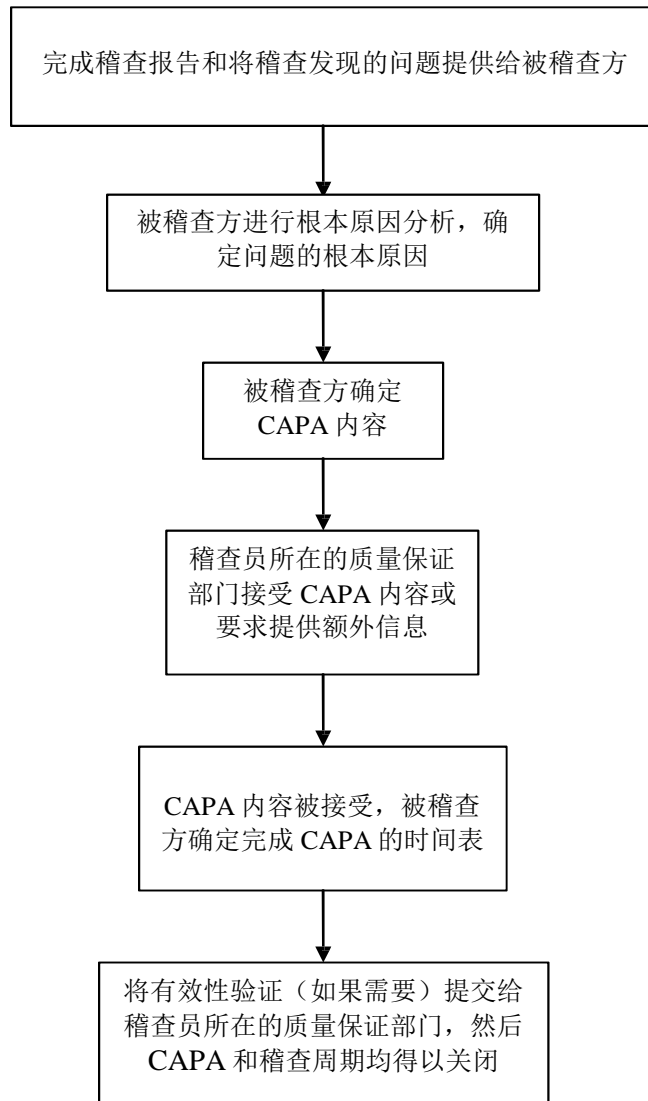 完成稽查报告和将稽查发现的问题提供给被稽查方
被稽查方进行根本原因分析，确
定问题的根本原因
被稽查方确定
CAPA 内容
稽查员所在的质量保证
部门接受 CAPA 内容或
要求提供额外信息
CAPA 内容被接受，被稽查
方确定完成 CAPA 的时间表
将有效性验证（如果需要）提交给
稽查员所在的质量保证部门，然后
CAPA 和稽查周期均得以关闭